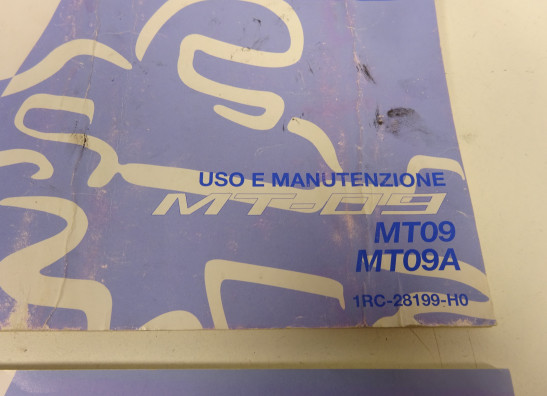 USO E MANUTENZIONE
MT-09
MT09
MT09A
1RC-28199-H0